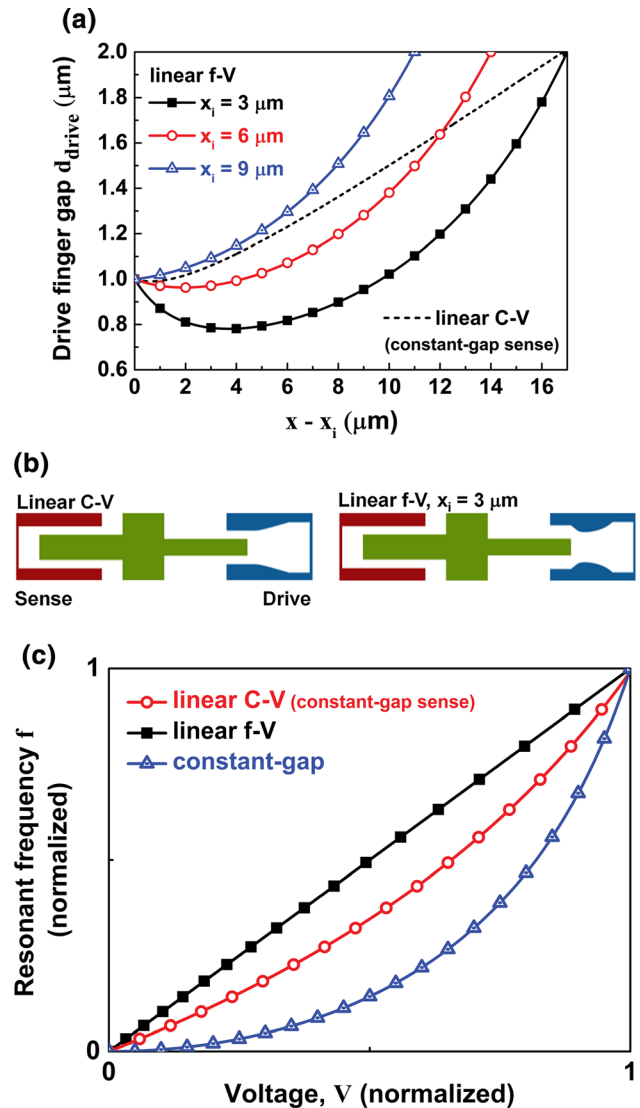 (a)
2.0
1.8
1.6
1.4
1.2
1.0
0.8
0.6
Drive finger gap d_drive (μm)
linear f-V
x_i = 3 μm
x_i = 6 μm
x_i = 9 μm
linear C-V
(constant-gap sense)
0 2 4 6 8 10 12 14 16
x - x_i (μm)
(b)
Linear C-V
Linear f-V, x_i = 3 μm
Sense
Drive
(c)
1
linear C-V (constant-gap sense)
linear f-V
constant-gap
Resonant frequency f
(normalized)
0
0 1
Voltage, V (normalized)